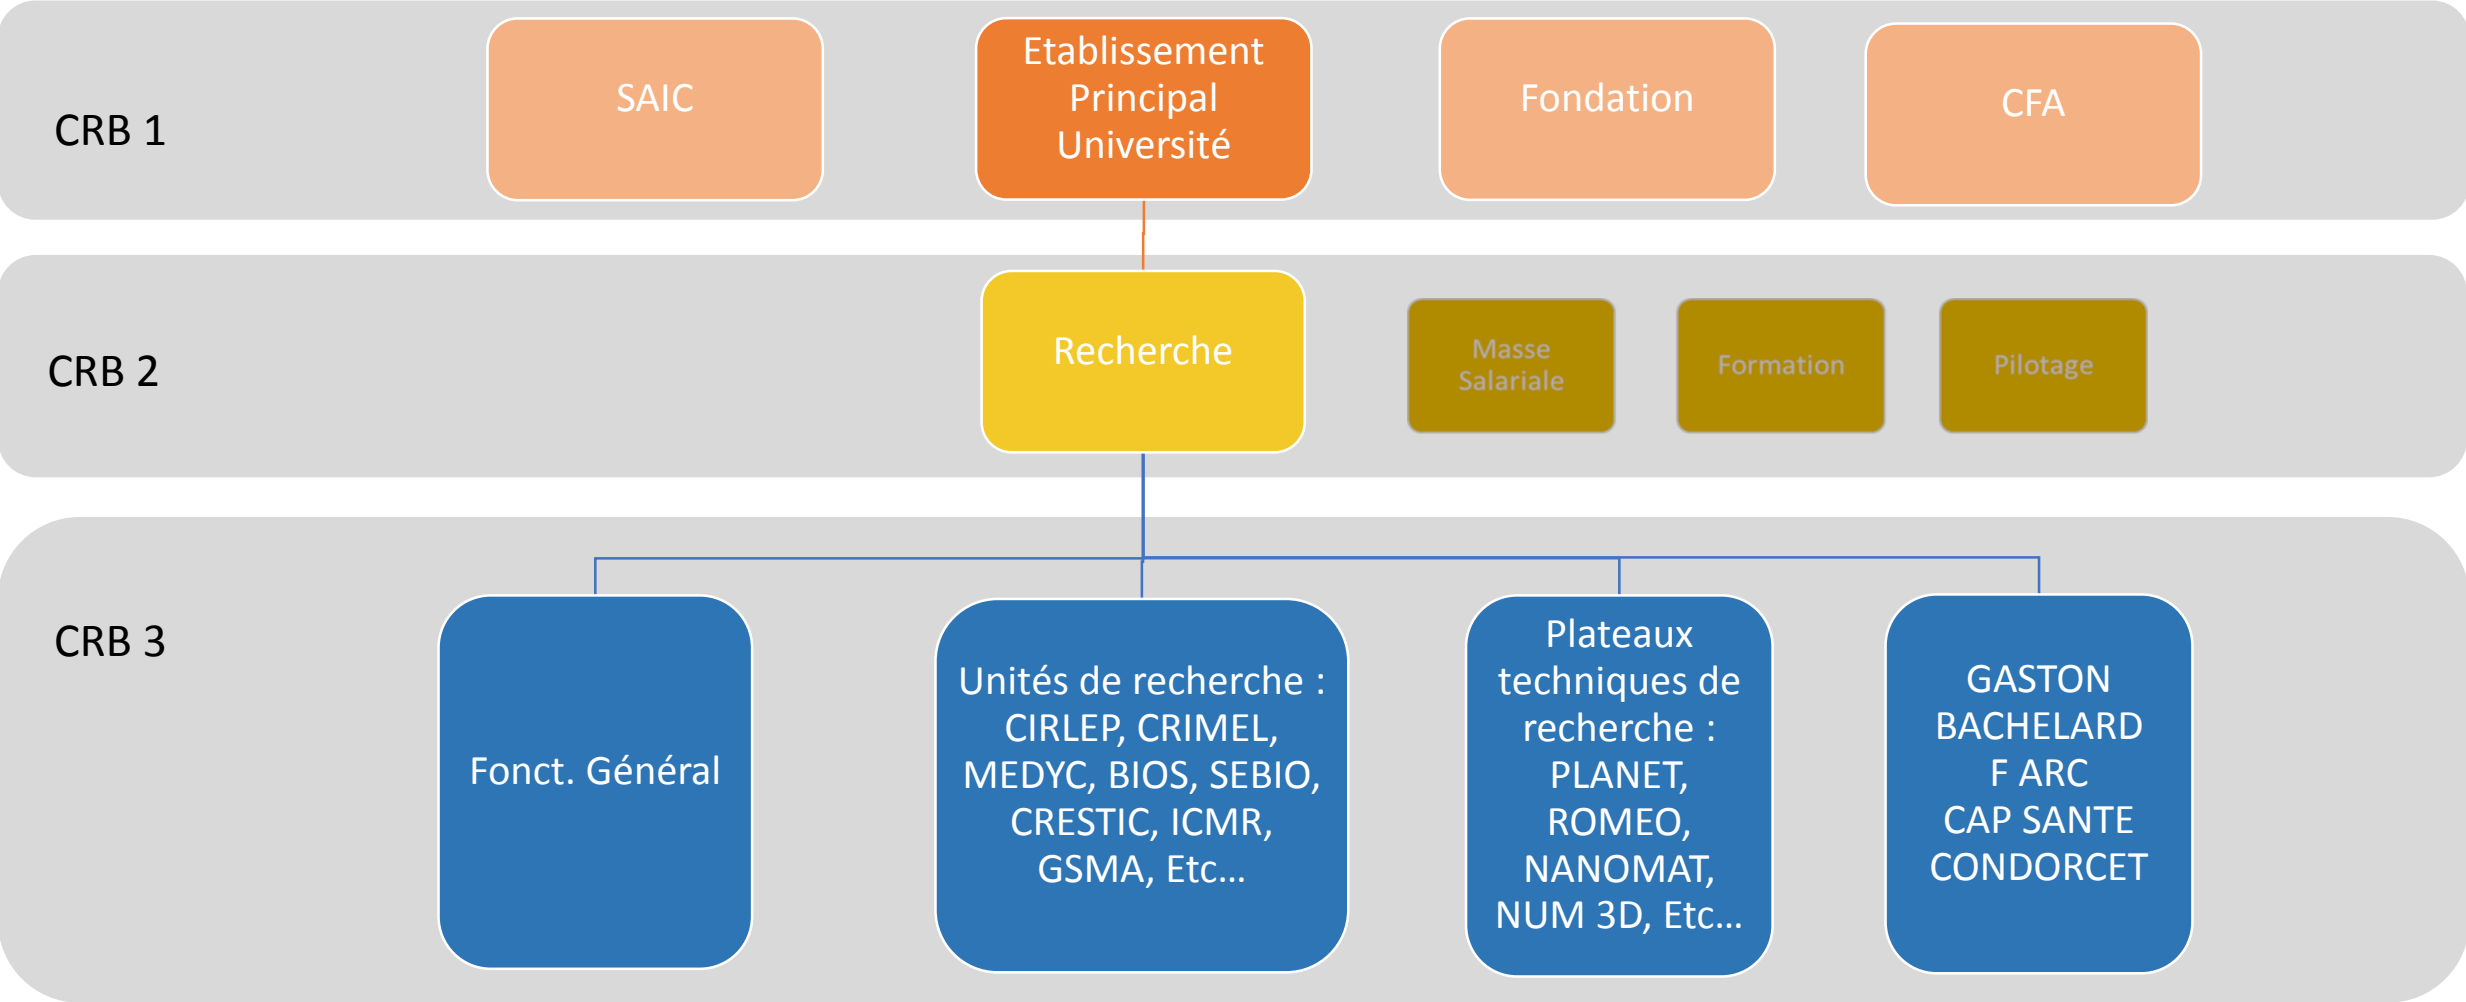 CRB 1
SAIC
Etablissement
Principal
Université
Fondation
CFA
CRB 2
Recherche
Masse
Salariale
Formation
Pilotage
CRB 3
Fonct. Général
Unités de recherche :
CIRLEP, CRIMEL,
MEDYC, BIOS, SEBIO,
CRESTIC, ICMR,
GSMA, Etc...
Plateaux
techniques de
recherche :
PLANET,
ROMEO,
NANOMAT,
NUM 3D, Etc...
GASTON
BACHELARD
F ARC
CAP SANTE
CONDORCET